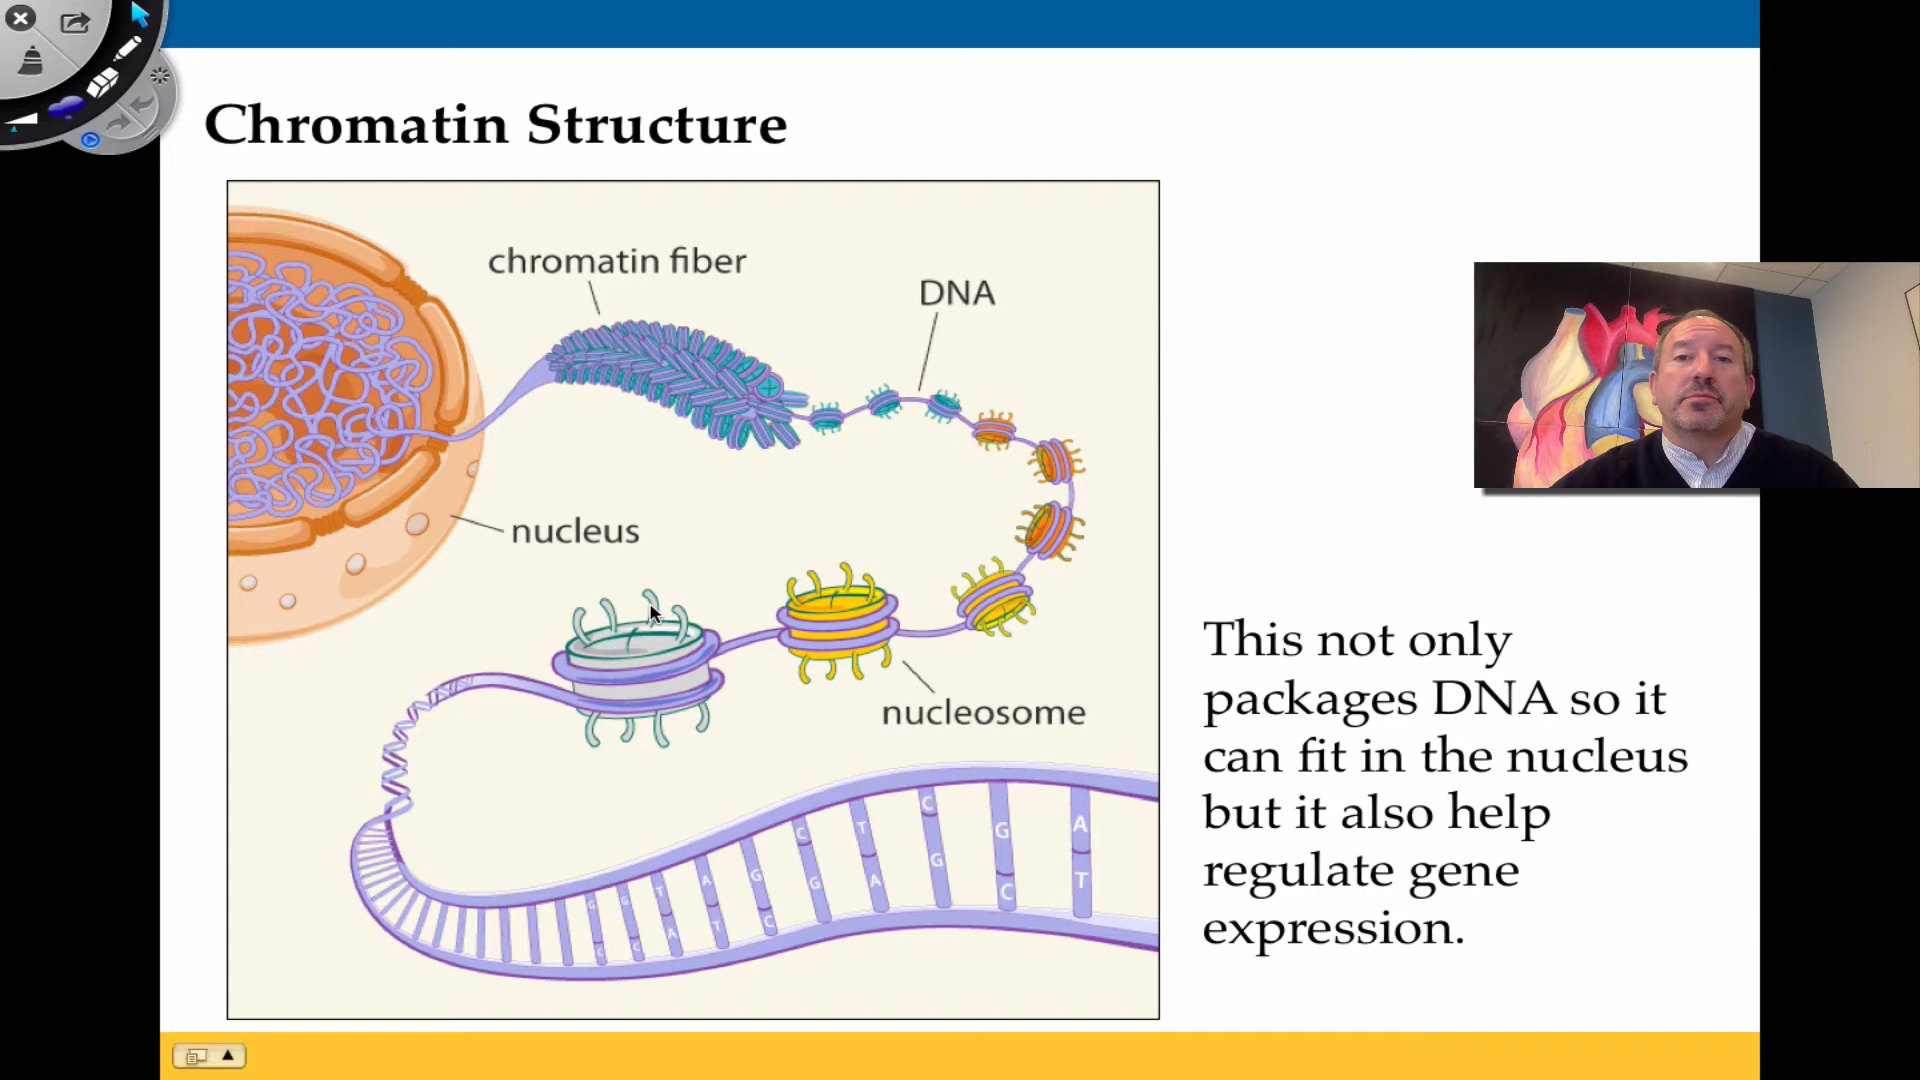 Chromatin Structure
chromatin fiber
DNA
nucleus
nucleosome
This not only
packages DNA so it
can fit in the nucleus
but it also help
regulate gene
expression.
G G T A G C T C G A
C C A T C G A G C T